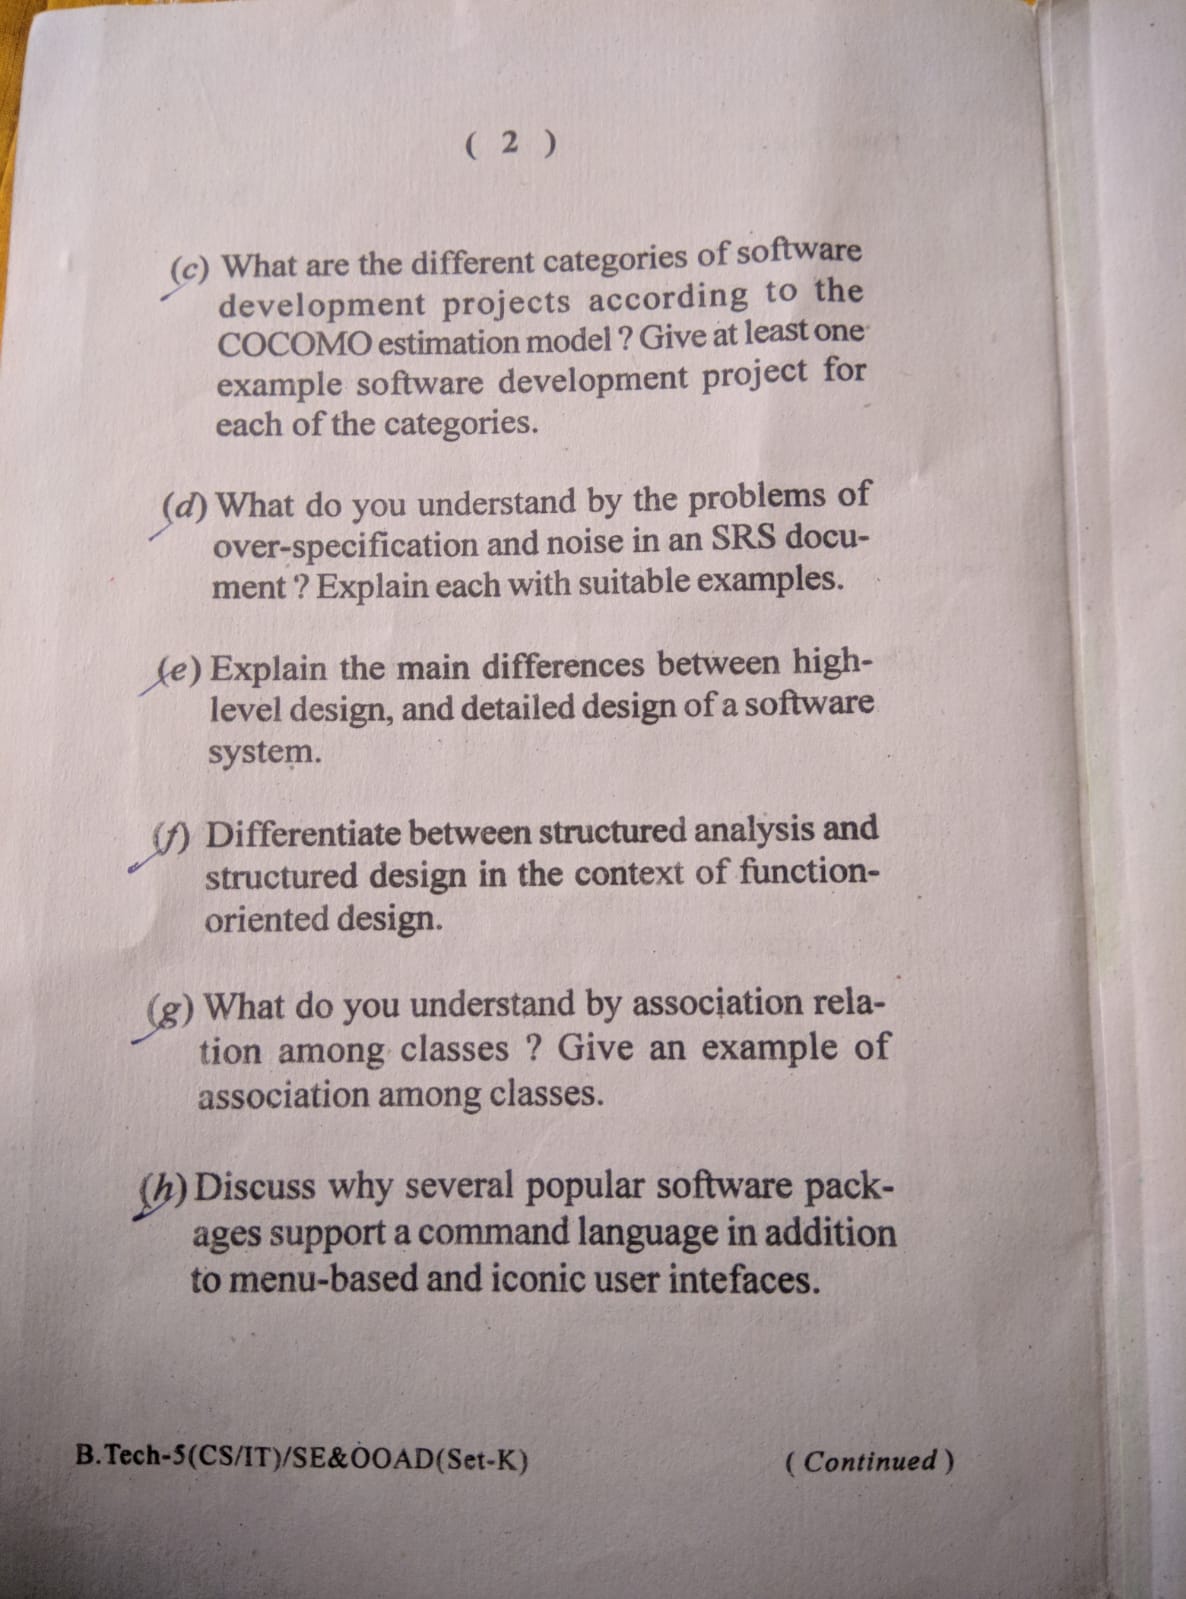 ( 2 )
(c) What are the different categories of software
development projects according to the
COCOMO estimation model ? Give at least one
example software development project for
each of the categories.
(d) What do you understand by the problems of
over-specification and noise in an SRS docu-
ment ? Explain each with suitable examples.
(e) Explain the main differences between high-
level design, and detailed design of a software
system.
(f) Differentiate between structured analysis and
structured design in the context of function-
oriented design.
(g) What do you understand by association rela-
tion among classes ? Give an example of
association among classes.
(h) Discuss why several popular software pack-
ages support a command language in addition
to menu-based and iconic user intefaces.
B.Tech-5(CS/IT)/SE&OOAD(Set-K)
( Continued )